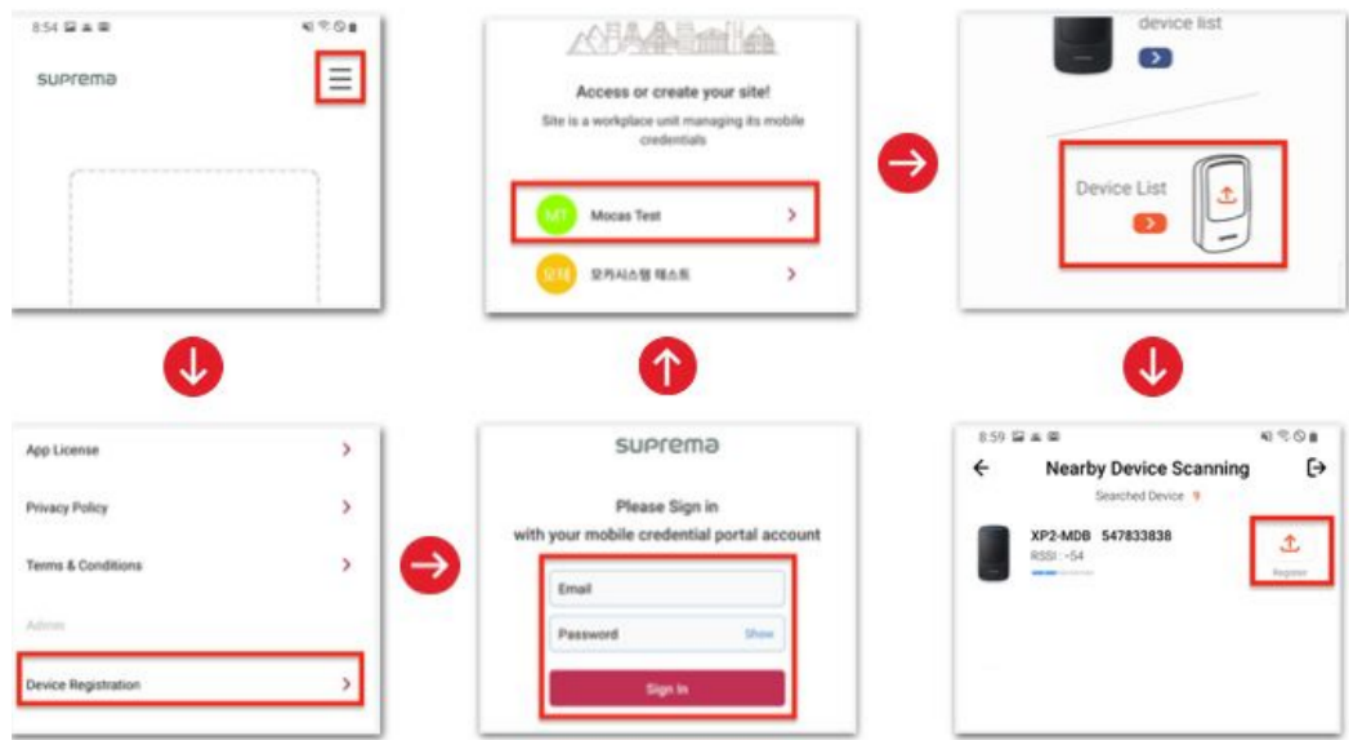 8:54
suprema
App License
Privacy Policy
Terms & Conditions
Admin
Device Registration
suprema
Please Sign in
with your mobile credential portal account
Email
Password Show
Sign In
Access or create your site!
Site is a workplace unit managing its mobile
credentials
MT Mocas Test
모테 모카시스템 테스트
device list
Device List
8:59
Nearby Device Scanning
Searched Device 9
XP2-MDB 547833838
RSSI : -54
Register